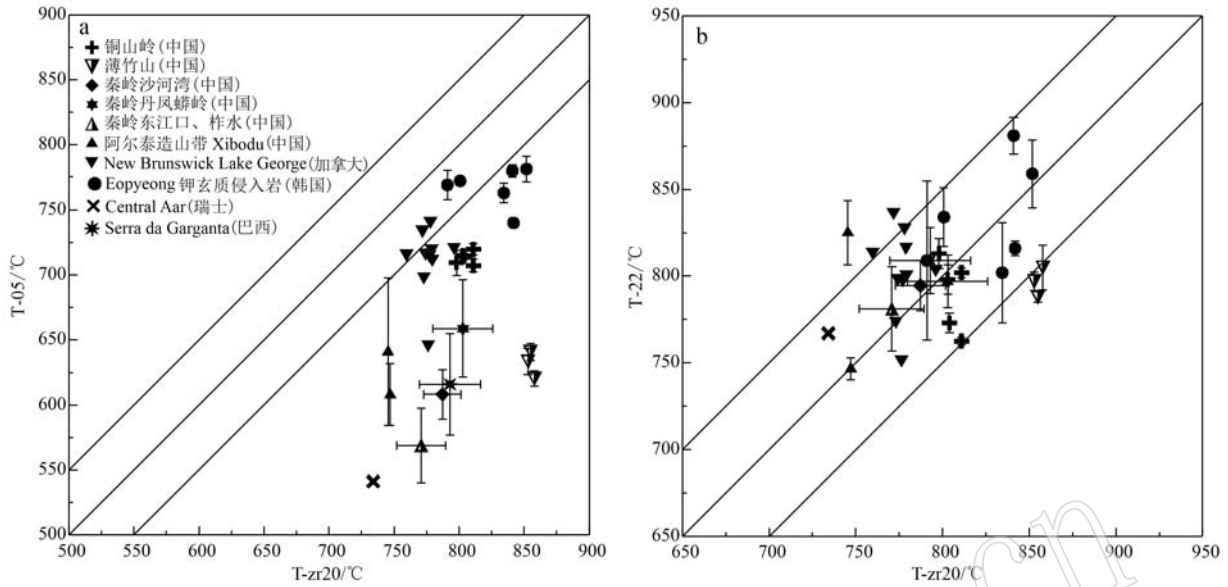 a
铜山岭(中国)
薄竹山(中国)
秦岭沙河湾(中国)
秦岭丹凤蟒岭(中国)
秦岭东江口、柞水(中国)
阿尔泰造山带 Xibodu(中国)
New Brunswick Lake George(加拿大)
Eopyeong 钾玄质侵入岩(韩国)
Central Aar(瑞士)
Serra da Garganta(巴西)
900
850
800
750
700
650
600
550
500
T-05/℃
500 550 600 650 700 750 800 850 900
T-zr20/℃
b
950
900
850
800
750
700
650
T-22/℃
650 700 750 800 850 900 950
T-zr20/℃
cn